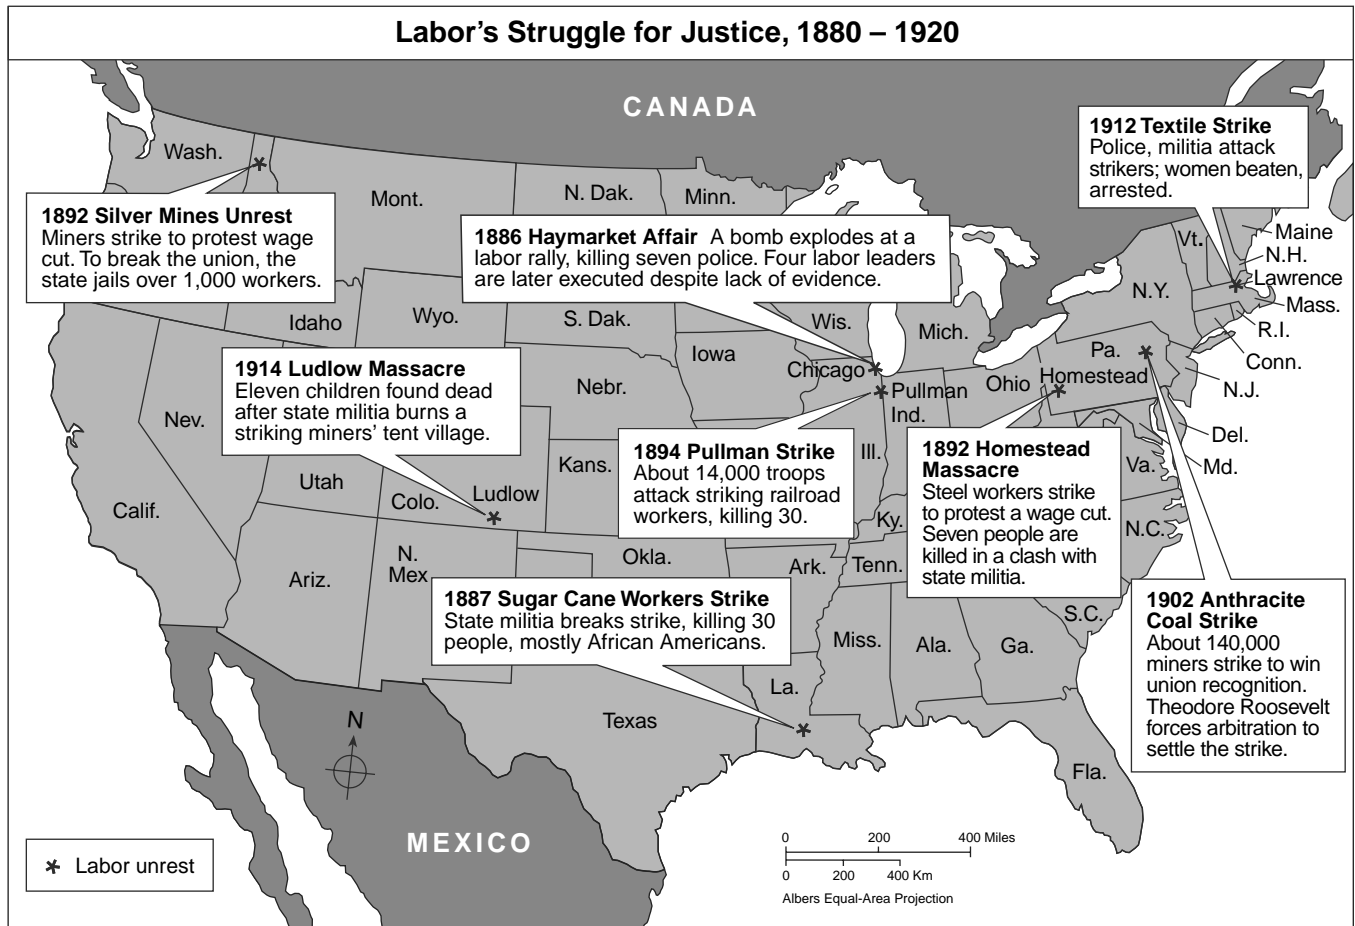 Labor's Struggle for Justice, 1880 – 1920
CANADA
1912 Textile Strike
Police, militia attack
strikers; women beaten,
arrested.
Wash.
Mont.
N. Dak.
Minn.
1892 Silver Mines Unrest
Miners strike to protest wage
cut. To break the union, the
state jails over 1,000 workers.
1886 Haymarket Affair A bomb explodes at a
labor rally, killing seven police. Four labor leaders
are later executed despite lack of evidence.
Vt.
Maine
N.H.
Lawrence
Mass.
N.Y.
R.I.
Conn.
N.J.
Idaho
Wyo.
S. Dak.
Wis.
Mich.
Iowa
Chicago
Pullman
Ind.
Ohio
Pa.
Homestead
1914 Ludlow Massacre
Eleven children found dead
after state militia burns a
striking miners' tent village.
Nebr.
Nev.
Del.
Md.
Va.
1894 Pullman Strike
About 14,000 troops
attack striking railroad
workers, killing 30.
Ill.
1892 Homestead
Massacre
Steel workers strike
to protest a wage cut.
Seven people are
killed in a clash with
state militia.
Utah
Colo.
Ludlow
Kans.
Calif.
Ky.
N.C.
Ariz.
N.
Mex
Okla.
Ark.
Tenn.
1887 Sugar Cane Workers Strike
State militia breaks strike, killing 30
people, mostly African Americans.
S.C.
Miss.
Ala.
Ga.
1902 Anthracite
Coal Strike
About 140,000
miners strike to win
union recognition.
Theodore Roosevelt
forces arbitration to
settle the strike.
La.
Texas
N
Fla.
MEXICO
Labor unrest
0 200 400 Miles
0 200 400 Km
Albers Equal-Area Projection